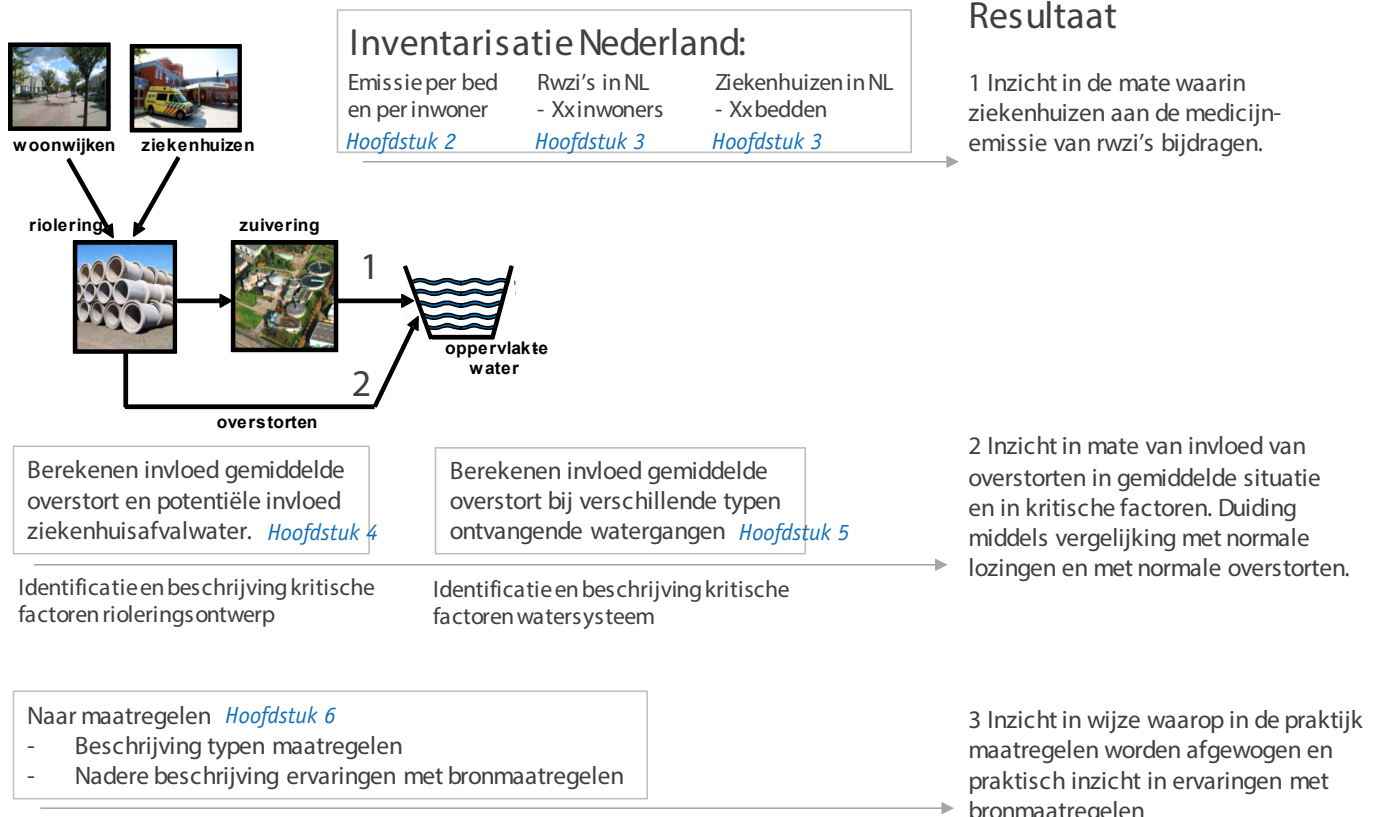 Resultaat
Inventarisatie Nederland:
Emissie per bed
en per inwoner
Hoofdstuk 2
Rwzi's in NL
- Xx inwoners
Hoofdstuk 3
Ziekenhuizen in NL
- Xx bedden
Hoofdstuk 3
1 Inzicht in de mate waarin
ziekenhuizen aan de medicijn-
emissie van rwzi's bijdragen.
woonwijken
ziekenhuizen
riolering
zuivering
1
oppervlakte
water
2
overstorten
Berekenen invloed gemiddelde
overstort en potentiële invloed
ziekenhuisafvalwater. Hoofdstuk 4
Berekenen invloed gemiddelde
overstort bij verschillende typen
ontvangende watergangen Hoofdstuk 5
2 Inzicht in mate van invloed van
overstorten in gemiddelde situatie
en in kritische factoren. Duiding
middels vergelijking met normale
lozingen en met normale overstorten.
Identificatie en beschrijving kritische
factoren rioleringsontwerp
Identificatie en beschrijving kritische
factoren watersysteem
Naar maatregelen Hoofdstuk 6
- Beschrijving typen maatregelen
- Nadere beschrijving ervaringen met bronmaatregelen
3 Inzicht in wijze waarop in de praktijk
maatregelen worden afgewogen en
praktisch inzicht in ervaringen met
bronmaatregelen